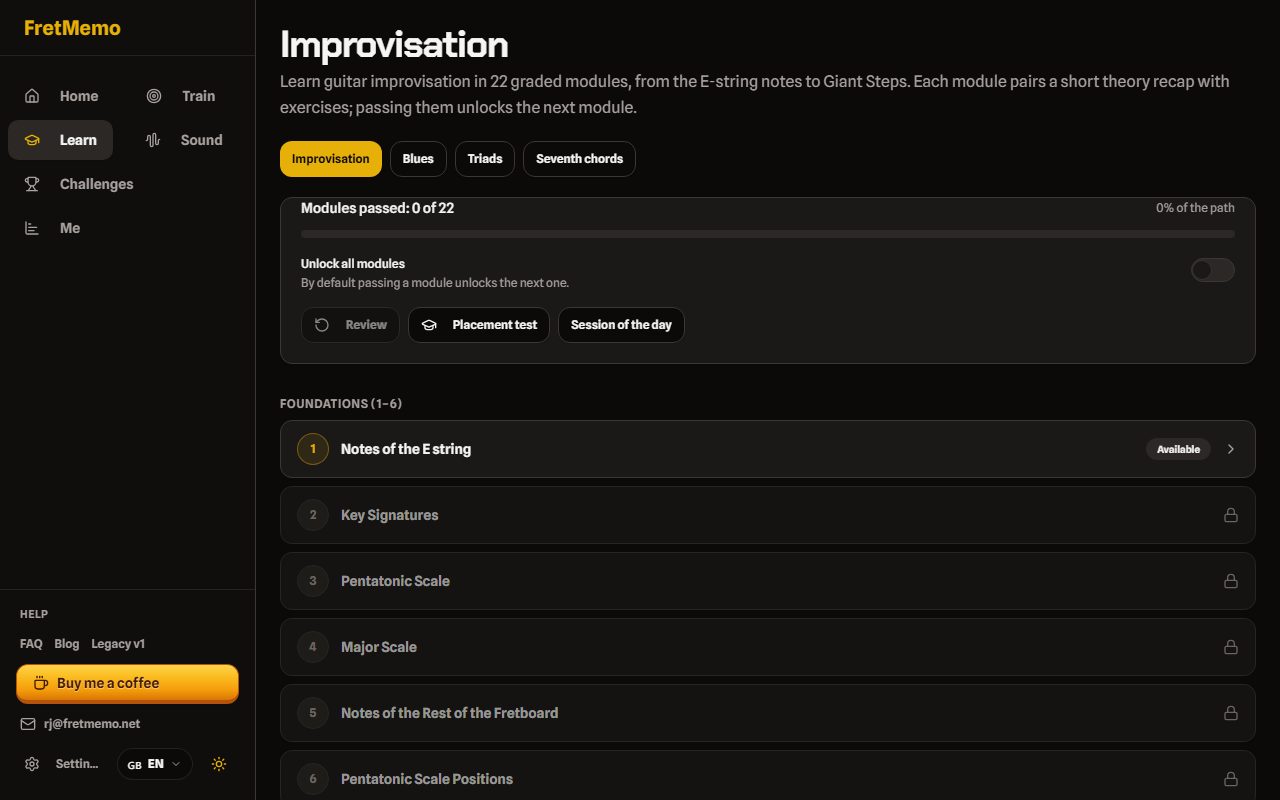 FretMemo
Home
Train
Learn
Sound
Challenges
Me
HELP
FAQ Blog Legacy v1
Buy me a coffee
rj@fretmemo.net
Settin...
GB EN
Improvisation
Learn guitar improvisation in 22 graded modules, from the E-string notes to Giant Steps. Each module pairs a short theory recap with
exercises; passing them unlocks the next module.
Improvisation Blues Triads Seventh chords
Modules passed: 0 of 22
0% of the path
Unlock all modules
By default passing a module unlocks the next one.
Review Placement test Session of the day
FOUNDATIONS (1–6)
1 Notes of the E string Available
2 Key Signatures
3 Pentatonic Scale
4 Major Scale
5 Notes of the Rest of the Fretboard
6 Pentatonic Scale Positions